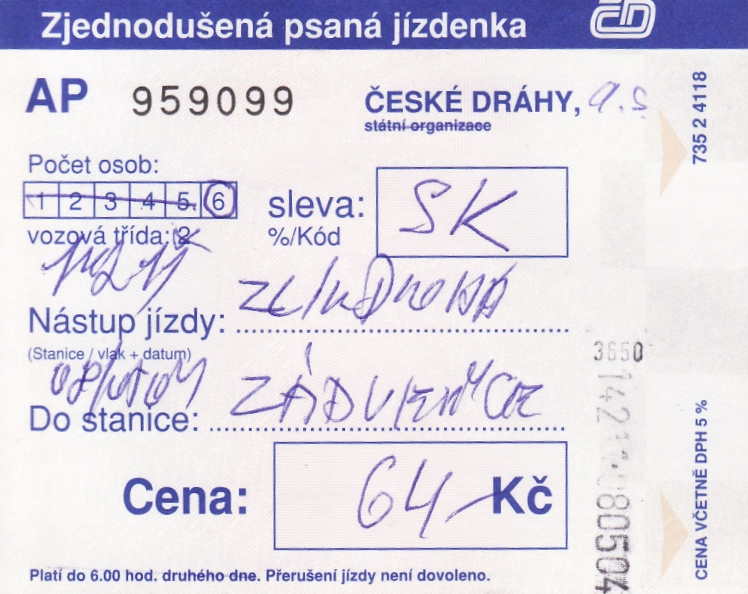 Zjednodušená psaná jízdenka
AP 959099 ČESKÉ DRÁHY, a.s.
státní organizace
735 2 4118
Počet osob:
1 2 3 4 5 6
sleva: SK
%/Kód
vozová třída: 2
Nástup jízdy:
(Stanice / vlak + datum)
3650
Do stanice: ZÁDVEŘICE
Cena: 64 Kč
CENA VČETNĚ DPH 5 %
Platí do 6.00 hod. druhého dne. Přerušení jízdy není dovoleno.